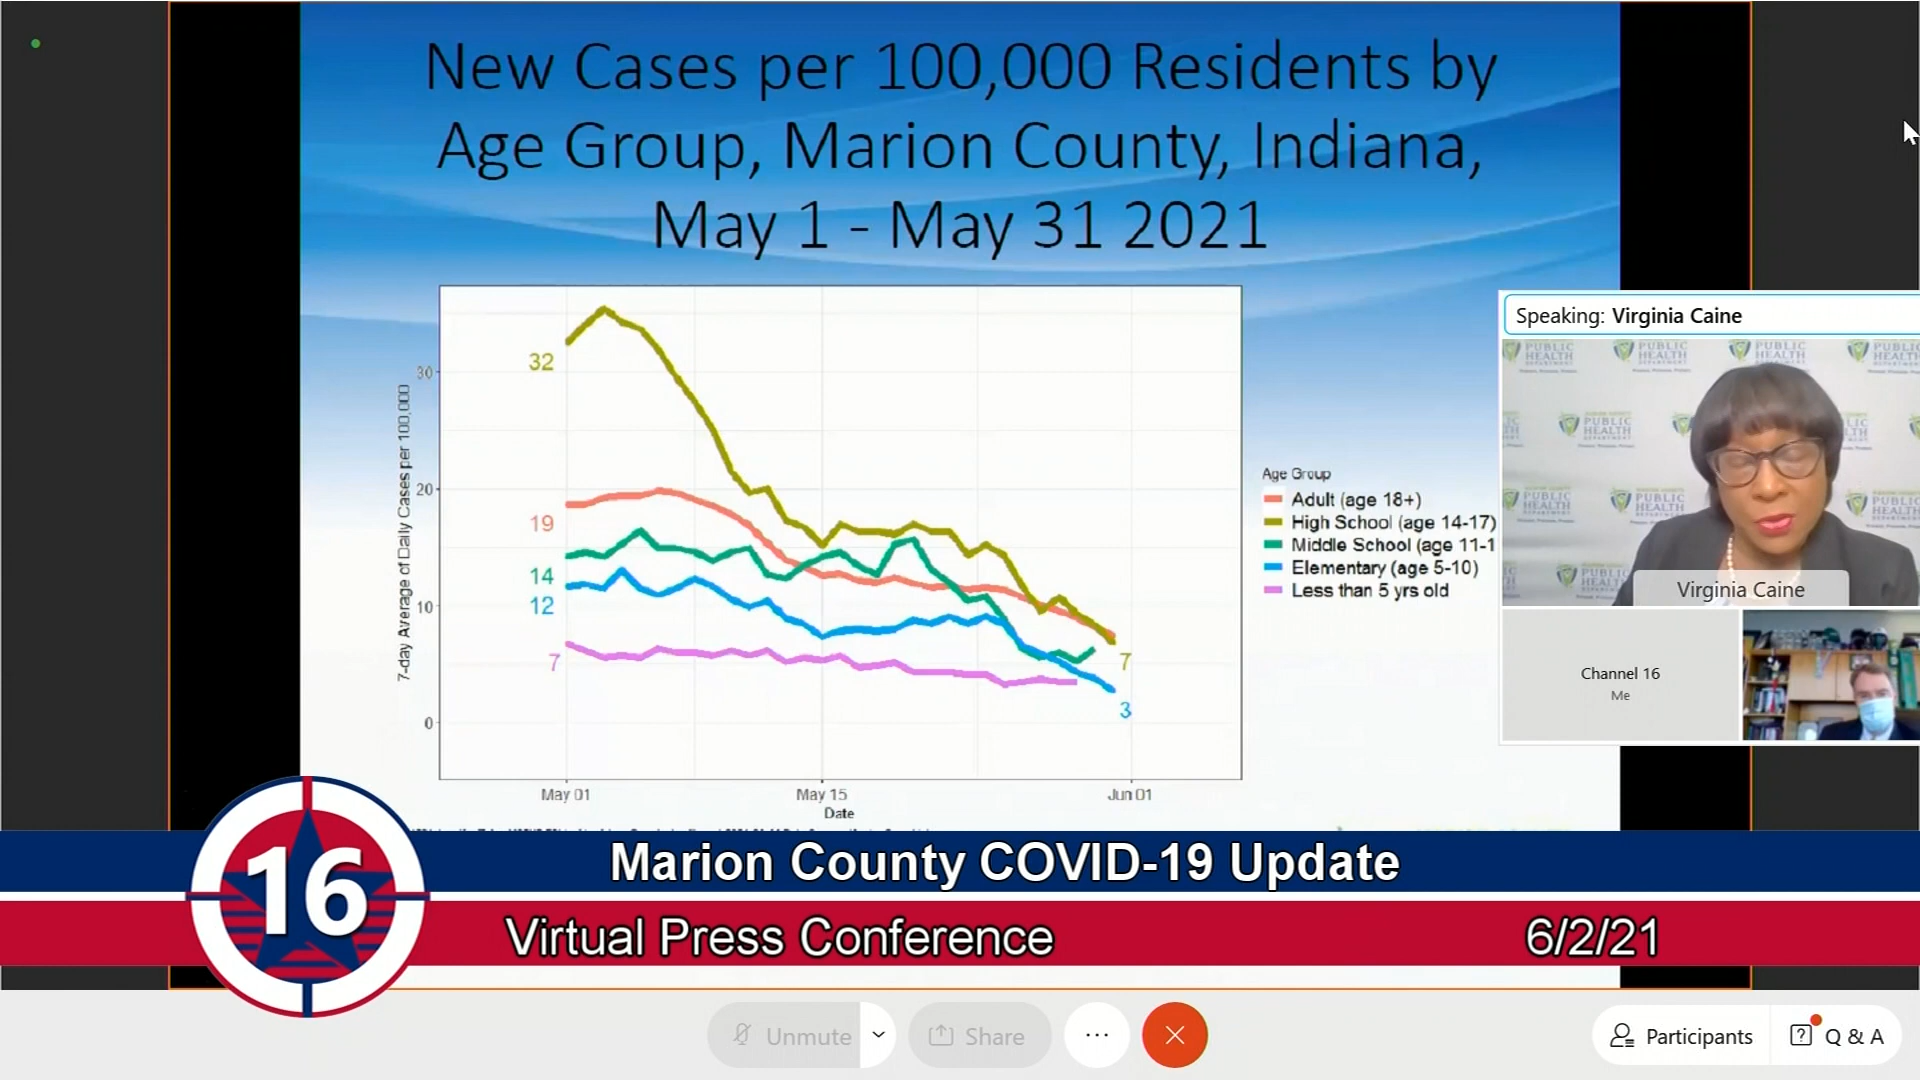 New Cases per 100,000 Residents by
Age Group, Marion County, Indiana,
May 1 - May 31 2021
32
19
14
12
7
7
3
30
20
10
0
7-day Average of Daily Cases per 100,000
May 01
May 15
Jun 01
Date
Age Group
Adult (age 18+)
High School (age 14-17)
Middle School (age 11-1
Elementary (age 5-10)
Less than 5 yrs old
Speaking: Virginia Caine
PUBLIC
HEALTH
DEPARTMENT
Virginia Caine
Channel 16
Me
16
Marion County COVID-19 Update
Virtual Press Conference
6/2/21
Unmute
Share
Participants
Q & A